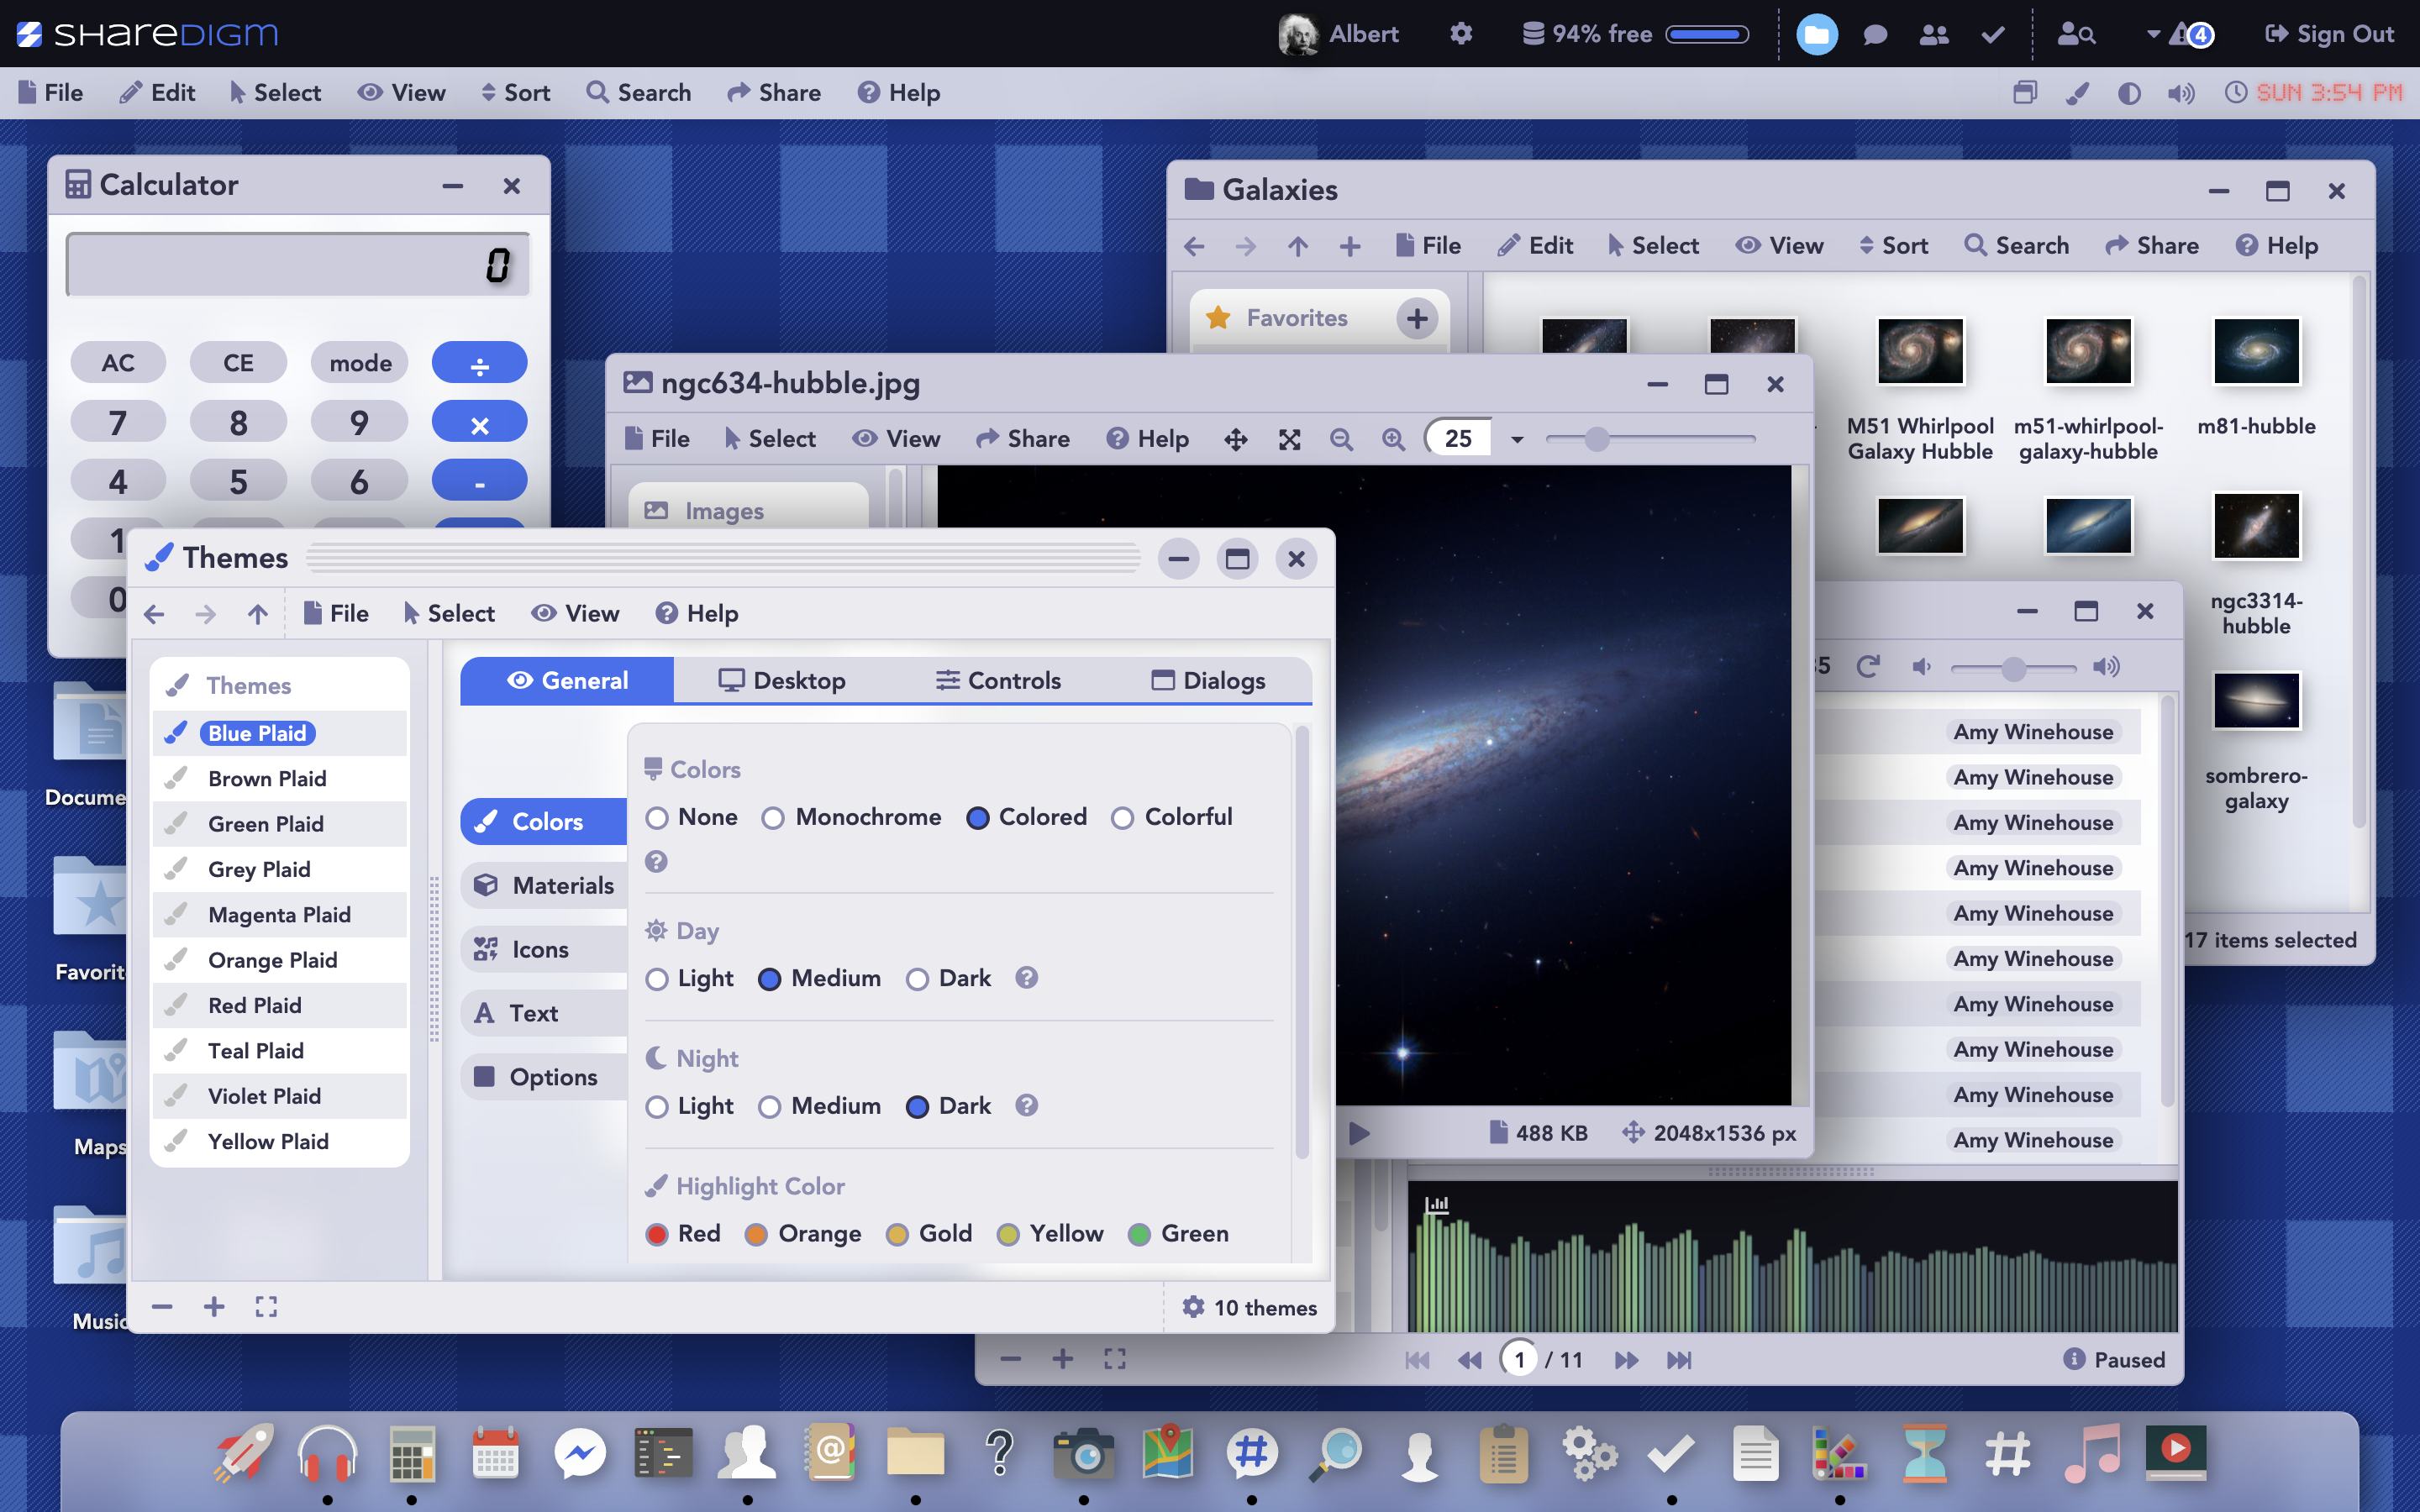 SHAREDIGM
Albert
94% free
4
Sign Out
File Edit Select View Sort Search Share Help
SUN 3:54 PM
Calculator
0
AC CE mode ÷
7 8 9 ×
4 5 6 -
1
0
Galaxies
File Edit Select View Sort Search Share Help
Favorites
M51 Whirlpool
Galaxy Hubble
m51-whirlpool-
galaxy-hubble
m81-hubble
ngc3314-
hubble
sombrero-
galaxy
17 items selected
ngc634-hubble.jpg
File Select View Share Help 25
Images
488 KB 2048x1536 px
Themes
File Select View Help
Themes
Blue Plaid
Brown Plaid
Green Plaid
Grey Plaid
Magenta Plaid
Orange Plaid
Red Plaid
Teal Plaid
Violet Plaid
Yellow Plaid
General Desktop Controls Dialogs
Colors
Materials
Icons
Text
Options
Colors
None Monochrome Colored Colorful
Day
Light Medium Dark
Night
Light Medium Dark
Highlight Color
Red Orange Gold Yellow Green
10 themes
Amy Winehouse
Amy Winehouse
Amy Winehouse
Amy Winehouse
Amy Winehouse
Amy Winehouse
Amy Winehouse
Amy Winehouse
Amy Winehouse
Amy Winehouse
1 / 11
Paused
Maps